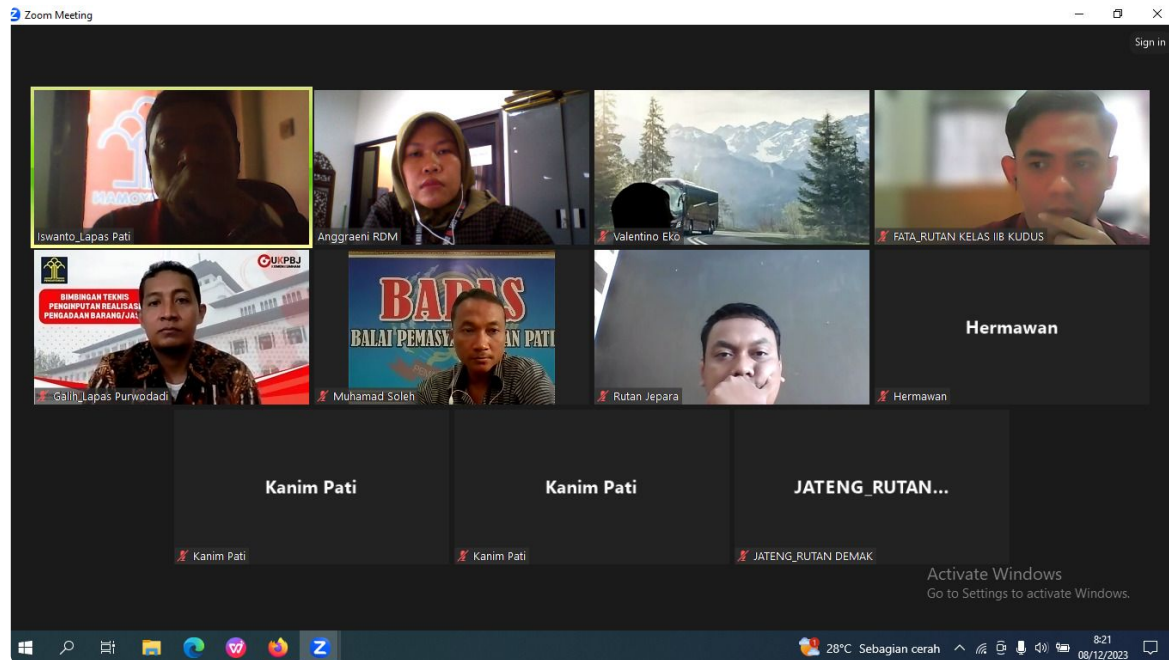 Zoom Meeting
Sign in
Iswanto_Lapas Pati
Anggraeni RDM
Valentino Eko
FATA_RUTAN KELAS IIB KUDUS
UKPBJ
BIMBINGAN TEKNIS
PENGINPUTAN REALISASI
PENGADAAN BARANG/JAS
Galih_Lapas Purwodadi
BAPAS
BALAI PEMASY
AN PATI
Muhamad Soleh
Rutan Jepara
Hermawan
Hermawan
Kanim Pati
Kanim Pati
Kanim Pati
Kanim Pati
JATENG_RUTAN...
JATENG_RUTAN DEMAK
Activate Windows
Go to Settings to activate Windows.
28°C Sebagian cerah
8:21
08/12/2023